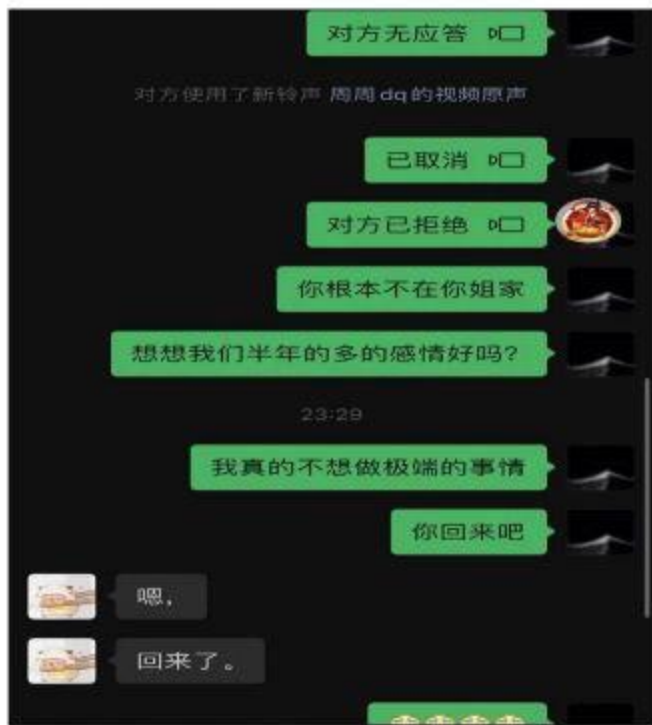 对方无应答
对方使用了新铃声 周周dq的视频原声
已取消
对方已拒绝
你根本不在你姐家
想想我们半年的多的感情好吗?
23:29
我真的不想做极端的事情
你回来吧
嗯,
回来了。